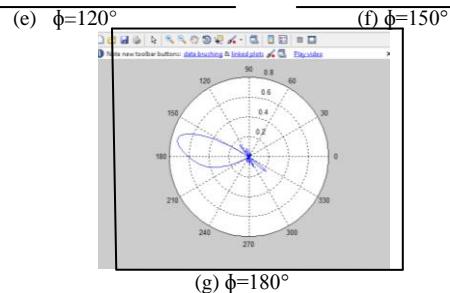 (e) ϕ=120° (f) ϕ=150°
Note new toolbar buttons: data brushing & linked plots Play video
90
120 0.8 60
0.6
150 0.4 30
0.2
180 0
210 330
240 300
270
(g) ϕ=180°